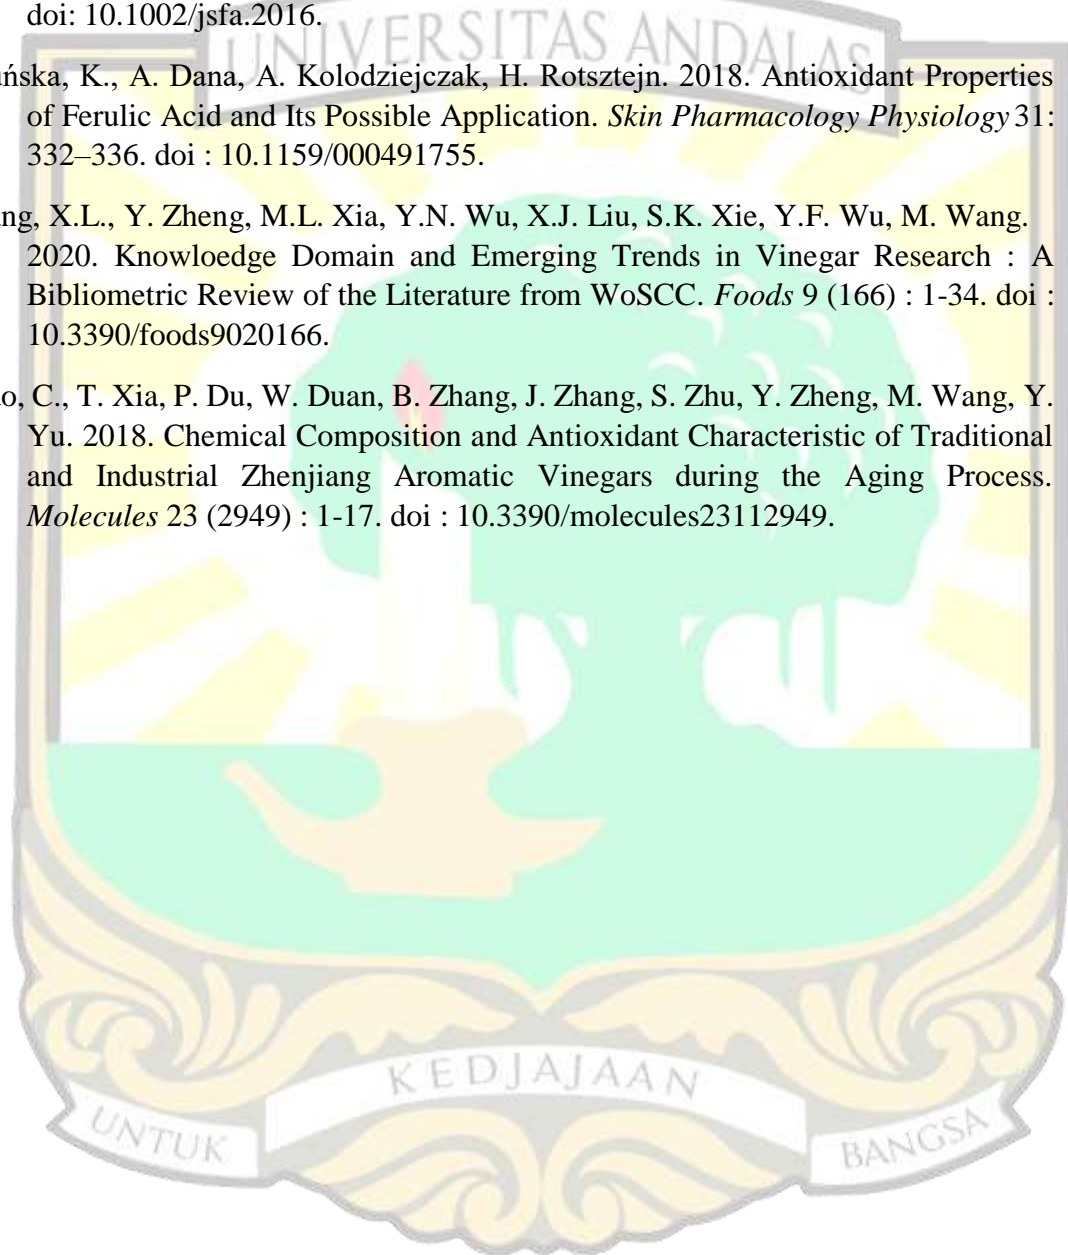 doi: 10.1002/jsfa.2016.
UNIVERSITAS ANDALAS
ńska, K., A. Dana, A. Kolodziejczak, H. Rotsztejn. 2018. Antioxidant Properties
of Ferulic Acid and Its Possible Application. Skin Pharmacology Physiology 31:
332–336. doi : 10.1159/000491755.
ng, X.L., Y. Zheng, M.L. Xia, Y.N. Wu, X.J. Liu, S.K. Xie, Y.F. Wu, M. Wang.
2020. Knowloedge Domain and Emerging Trends in Vinegar Research : A
Bibliometric Review of the Literature from WoSCC. Foods 9 (166) : 1-34. doi :
10.3390/foods9020166.
o, C., T. Xia, P. Du, W. Duan, B. Zhang, J. Zhang, S. Zhu, Y. Zheng, M. Wang, Y.
Yu. 2018. Chemical Composition and Antioxidant Characteristic of Traditional
and Industrial Zhenjiang Aromatic Vinegars during the Aging Process.
Molecules 23 (2949) : 1-17. doi : 10.3390/molecules23112949.
KEDJAJAAN
UNTUK
BANGSA